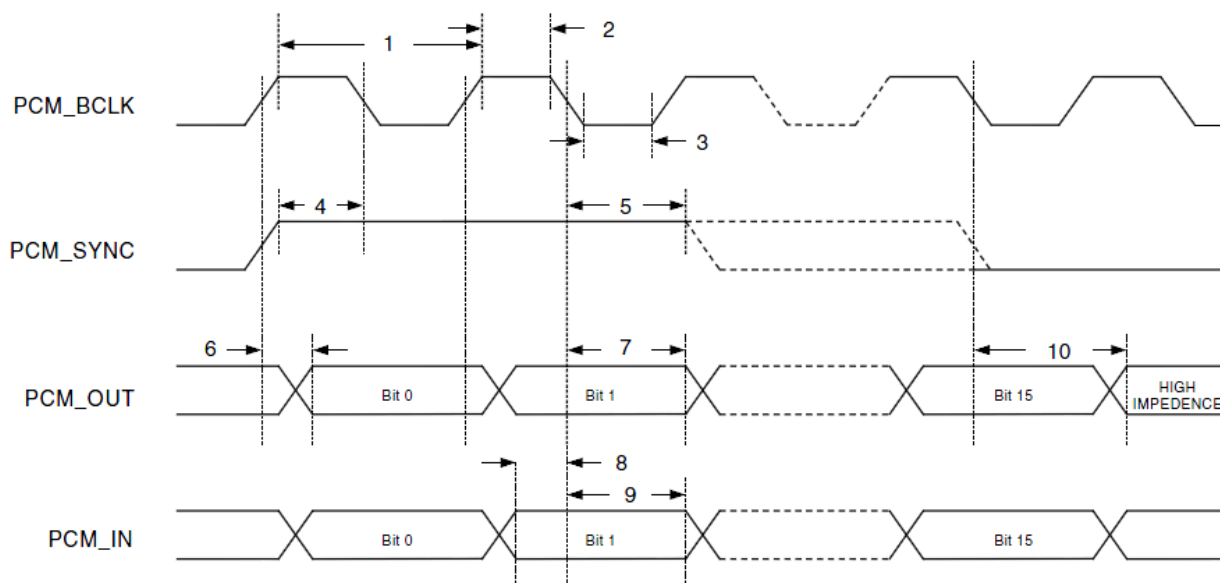 1
2
PCM_BCLK
3
4
5
PCM_SYNC
6
7
10
PCM_OUT
Bit 0
Bit 1
Bit 15
HIGH
IMPEDENCE
8
9
PCM_IN
Bit 0
Bit 1
Bit 15